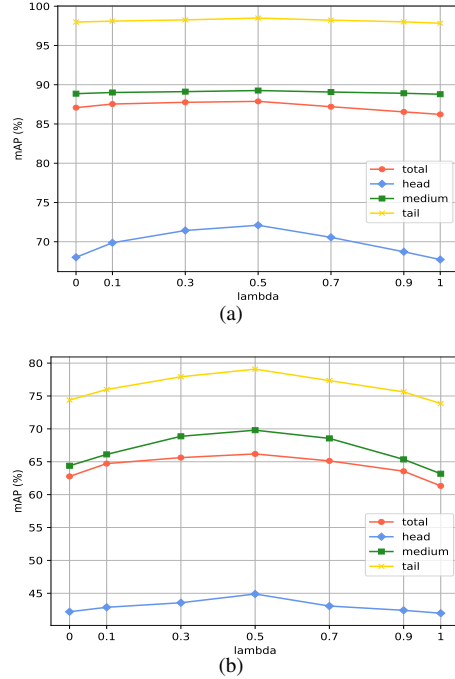 100
95
90
85
80
75
70
mAP (%)
total
head
medium
tail
0 0.1 0.3 0.5 0.7 0.9 1
lambda
(a)
80
75
70
65
60
55
50
45
mAP (%)
total
head
medium
tail
0 0.1 0.3 0.5 0.7 0.9 1
lambda
(b)